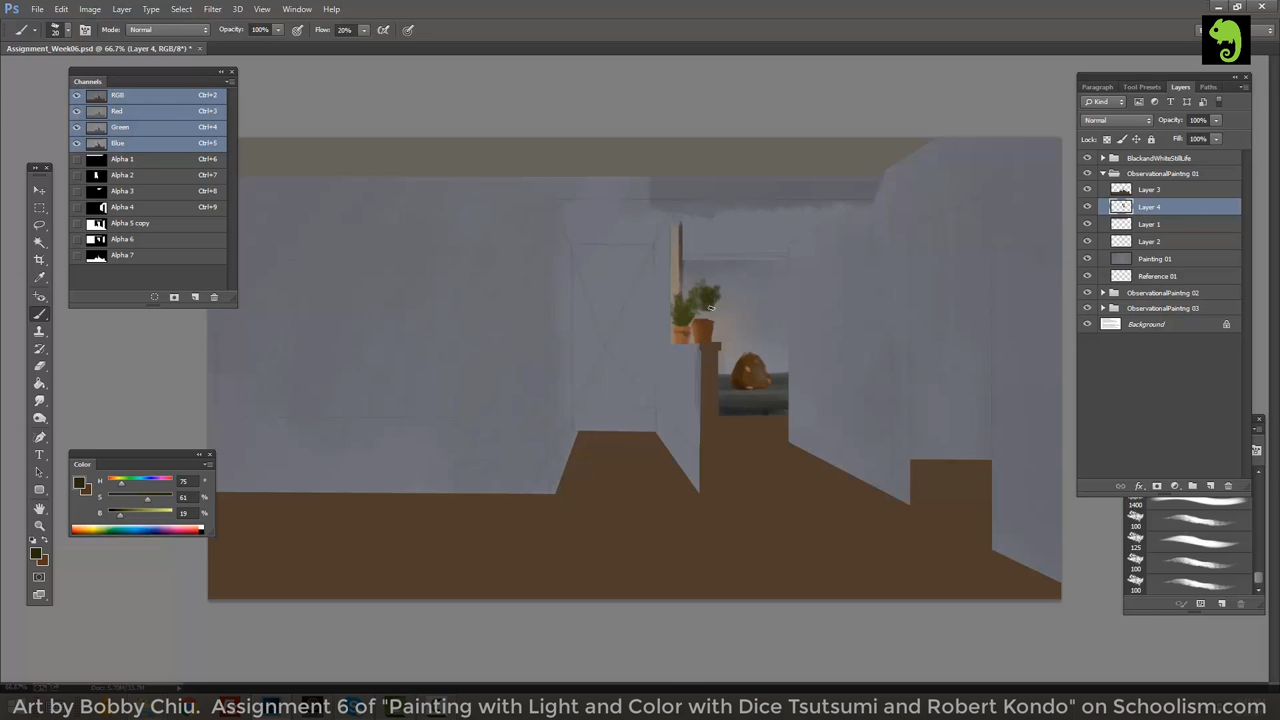 Ps File Edit Image Layer Type Select Filter 3D View Window Help
20 Mode: Normal Opacity: 100% Flow: 20%
Assignment_Week06.psd @ 66.7% (Layer 4, RGB/8*) * ×
Channels
RGB Ctrl+2
Red Ctrl+3
Green Ctrl+4
Blue Ctrl+5
Alpha 1 Ctrl+6
Alpha 2 Ctrl+7
Alpha 3 Ctrl+8
Alpha 4 Ctrl+9
Alpha 5 copy
Alpha 6
Alpha 7
Color
H 75 °
S 61 %
B 19 %
Paragraph Tool Presets Layers Paths
Kind
Normal Opacity: 100%
Lock: Fill: 100%
BlackandWhiteStillLife
ObservationalPaintng 01
Layer 3
Layer 4
Layer 1
Layer 2
Painting 01
Reference 01
ObservationalPaintng 02
ObservationalPaintng 03
Background
1400
100
125
100
100
Art by Bobby Chiu. Assignment 6 of "Painting with Light and Color with Dice Tsutsumi and Robert Kondo" on Schoolism.com